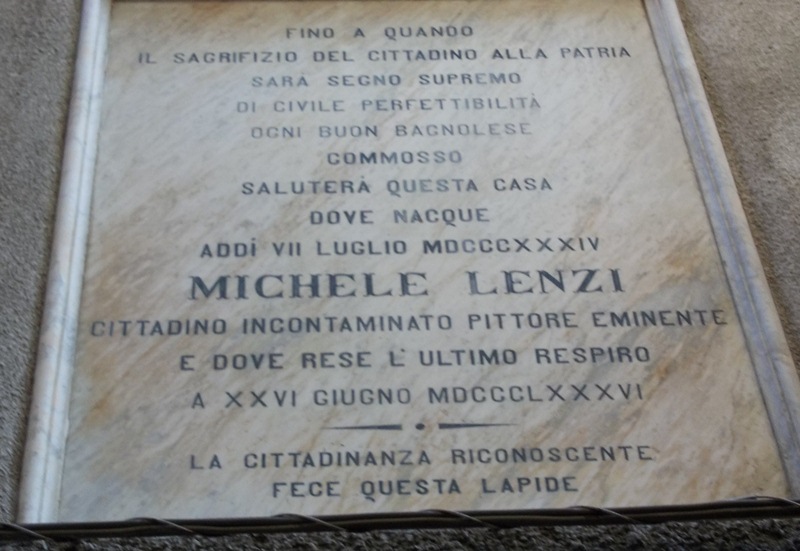 FINO A QUANDO
IL SAGRIFIZIO DEL CITTADINO ALLA PATRIA
SARÀ SEGNO SUPREMO
DI CIVILE PERFETTIBILITÀ
OGNI BUON BAGNOLESE
COMMOSSO
SALUTERÀ QUESTA CASA
DOVE NACQUE
ADDÌ VII LUGLIO MDCCCXXXIV
MICHELE LENZI
CITTADINO INCONTAMINATO PITTORE EMINENTE
E DOVE RESE L'ULTIMO RESPIRO
A XXVI GIUGNO MDCCCLXXXVI
LA CITTADINANZA RICONOSCENTE
FECE QUESTA LAPIDE